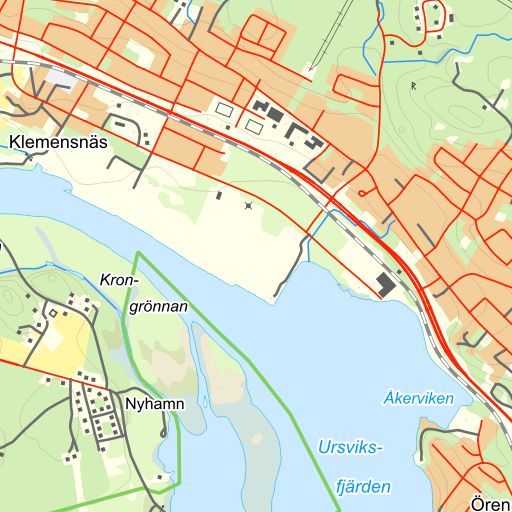 Klemensnäs
Kron-
grönnan
Nyhamn
Åkerviken
Ursviks-
fjärden
Ören
R